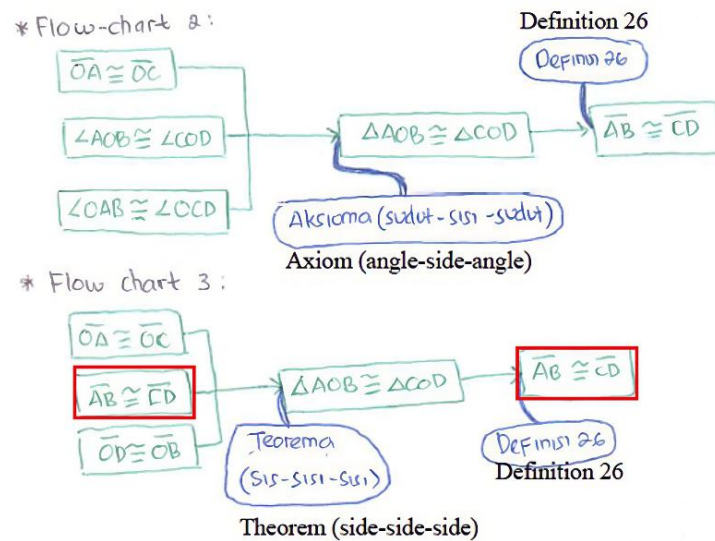 * Flow-chart 2:
Definition 26
Definisi 26
OA ≅ OC
∠AOB ≅ ∠COD
ΔAOB ≅ ΔCOD
AB ≅ CD
∠OAB ≅ ∠OCD
Aksioma (sudut-sisi-sudut)
Axiom (angle-side-angle)
* Flow chart 3:
OA ≅ OC
AB ≅ CD
ΔAOB ≅ ΔCOD
AB ≅ CD
OD ≅ OB
Teorema
(sis-sisi-sisi)
Definisi 26
Definition 26
Theorem (side-side-side)